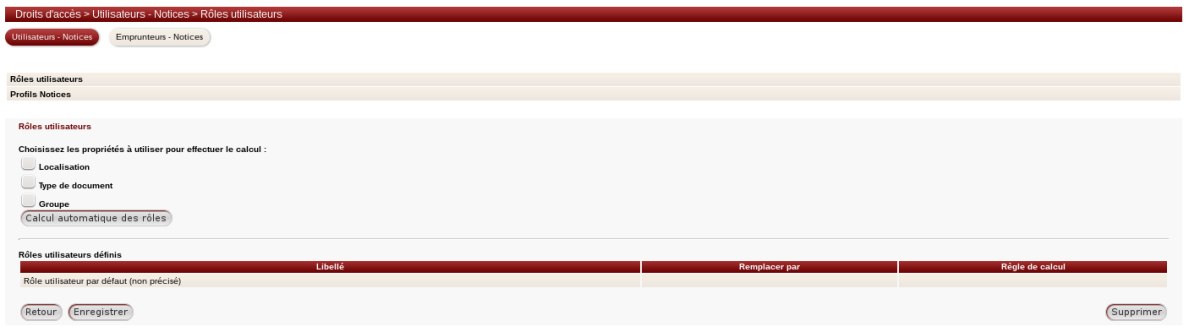 Droits d'accès > Utilisateurs - Notices > Rôles utilisateurs
Utilisateurs - Notices Emprunteurs - Notices
Rôles utilisateurs
Profils Notices
Rôles utilisateurs
Choisissez les propriétés à utiliser pour effectuer le calcul :
Localisation
Type de document
Groupe
Calcul automatique des rôles
Rôles utilisateurs définis
Libellé Remplacer par Règle de calcul
Rôle utilisateur par défaut (non précisé)
Retour Enregistrer Supprimer